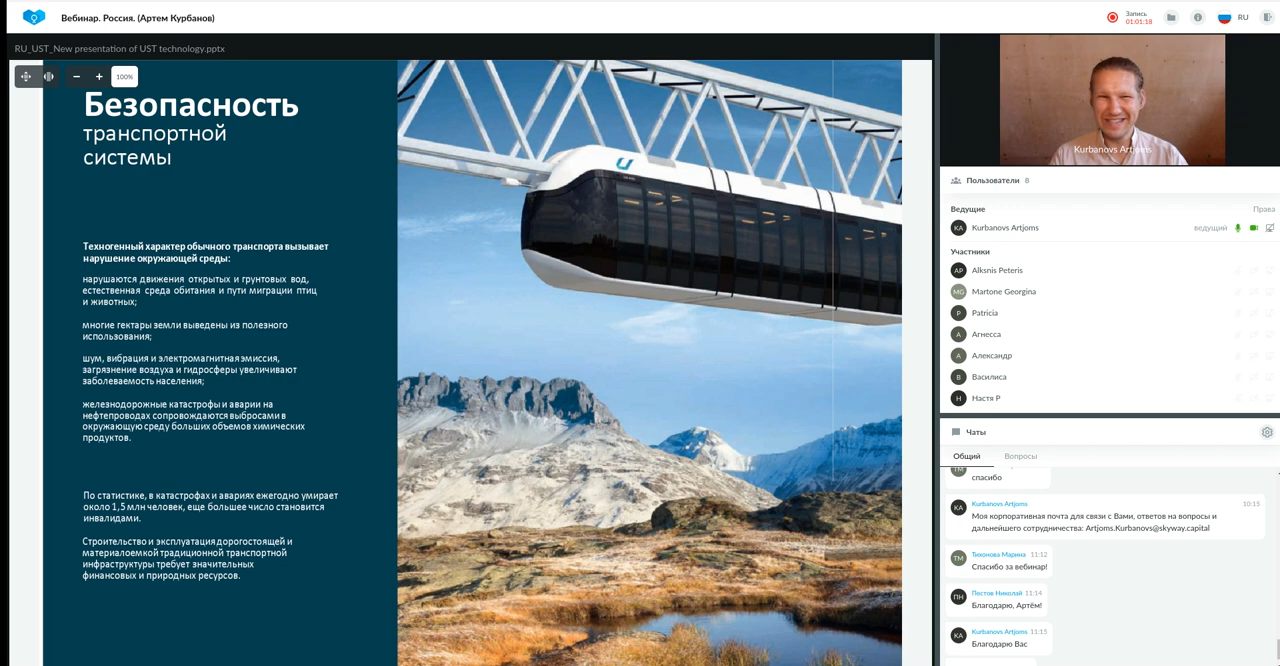 Вебинар. Россия. (Артем Курбанов)
Запись
01:01:18
RU
RU_UST_New presentation of UST technology.pptx
100%
Безопасность
транспортной
системы
Техногенный характер обычного транспорта вызывает
нарушение окружающей среды:
нарушаются движения открытых и грунтовых вод,
естественная среда обитания и пути миграции птиц
и животных;
многие гектары земли выведены из полезного
использования;
шум, вибрация и электромагнитная эмиссия,
загрязнение воздуха и гидросферы увеличивают
заболеваемость населения;
железнодорожные катастрофы и аварии на
нефтепроводах сопровождаются выбросами в
окружающую среду больших объемов химических
продуктов.
По статистике, в катастрофах и авариях ежегодно умирает
около 1,5 млн человек, еще большее число становится
инвалидами.
Строительство и эксплуатация дорогостоящей и
материалоемкой традиционной транспортной
инфраструктуры требует значительных
финансовых и природных ресурсов.
Kurbanovs Artjoms
Пользователи 8
Ведущие Права
KA Kurbanovs Artjoms ведущий
Участники
AP Alksnis Peteris
MG Martone Georgina
P Patricia
А Агнесса
А Александр
В Василиса
Н Настя Р
Чаты
Общий Вопросы
ТМ
спасибо
KA Kurbanovs Artjoms 10:15
Моя корпоративная почта для связи с Вами, ответов на вопросы и
дальнейшего сотрудничества: Artjoms.Kurbanovs@skyway.capital
ТМ Тихонова Марина 11:12
Спасибо за вебинар!
ПН Пестов Николай 11:14
Благодарю, Артём!
KA Kurbanovs Artjoms 11:15
Благодарю Вас